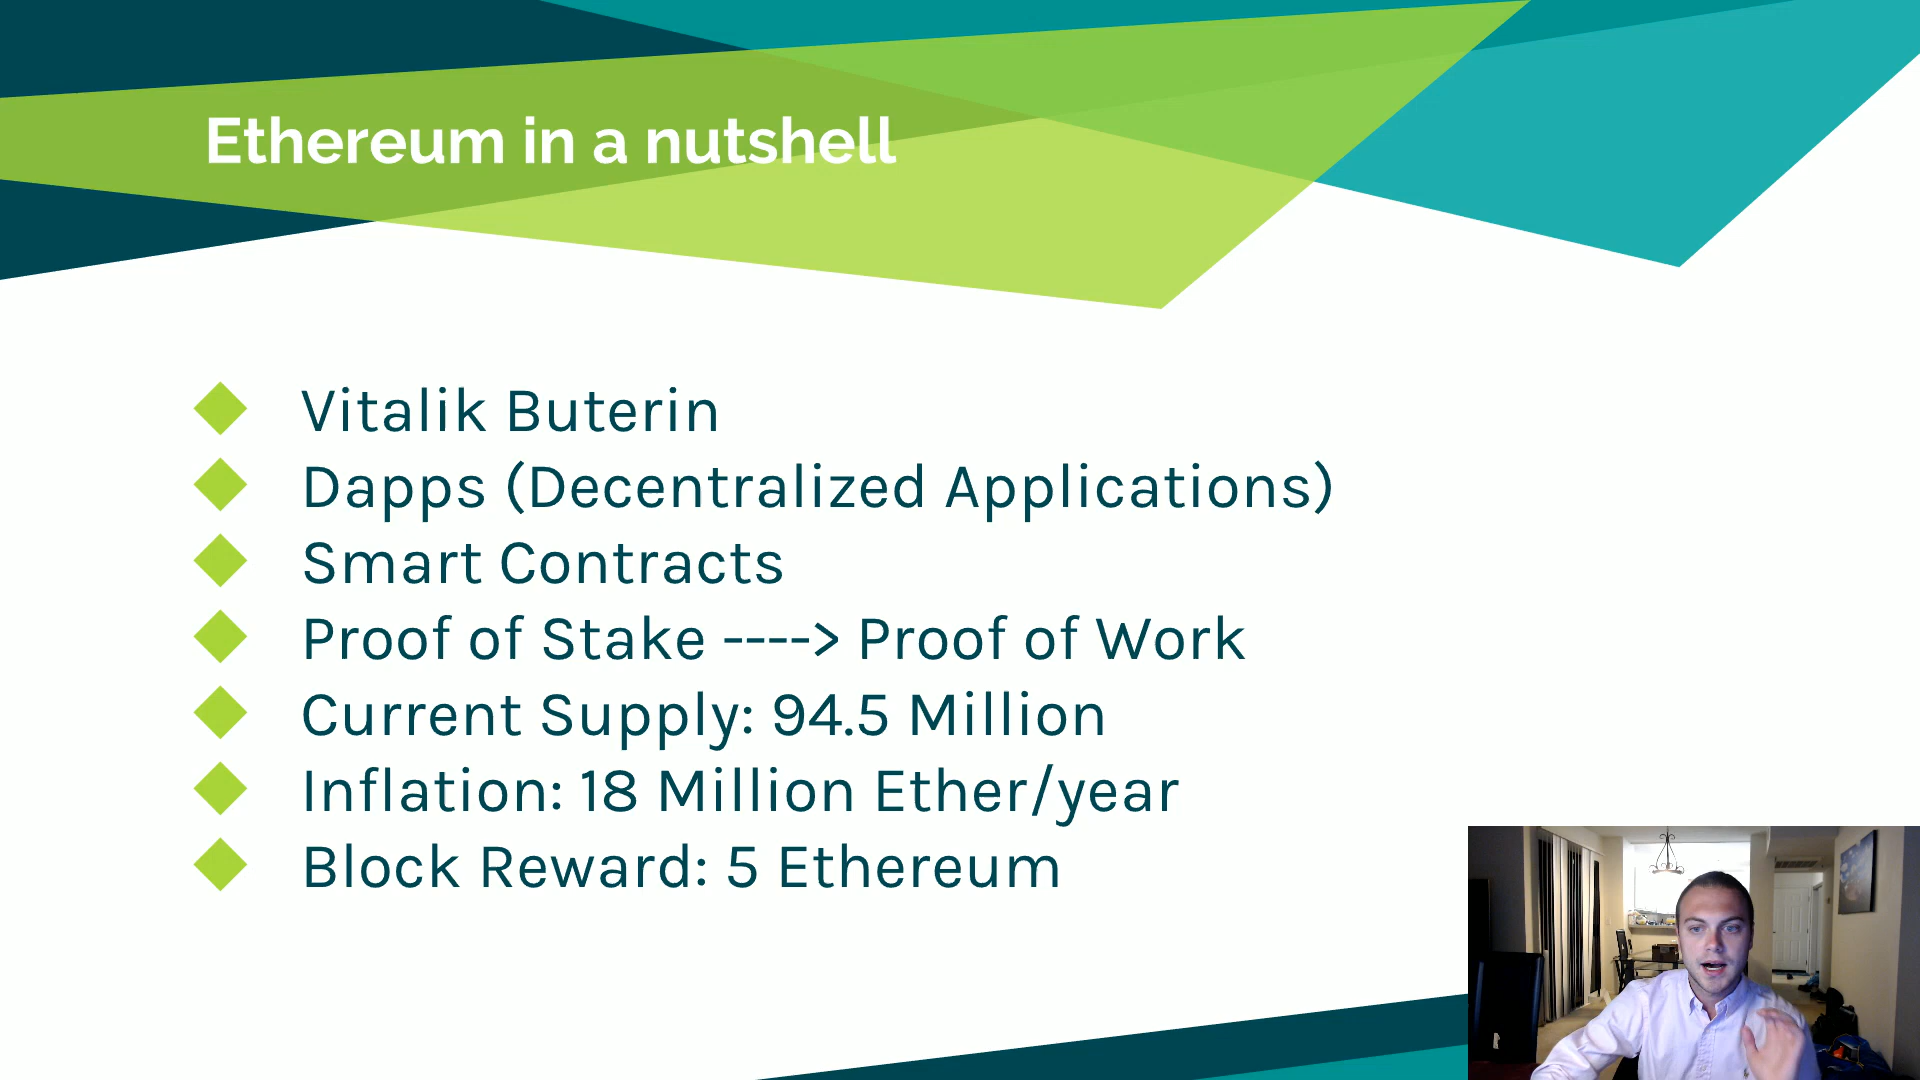 Ethereum in a nutshell
Vitalik Buterin
Dapps (Decentralized Applications)
Smart Contracts
Proof of Stake ----> Proof of Work
Current Supply: 94.5 Million
Inflation: 18 Million Ether/year
Block Reward: 5 Ethereum